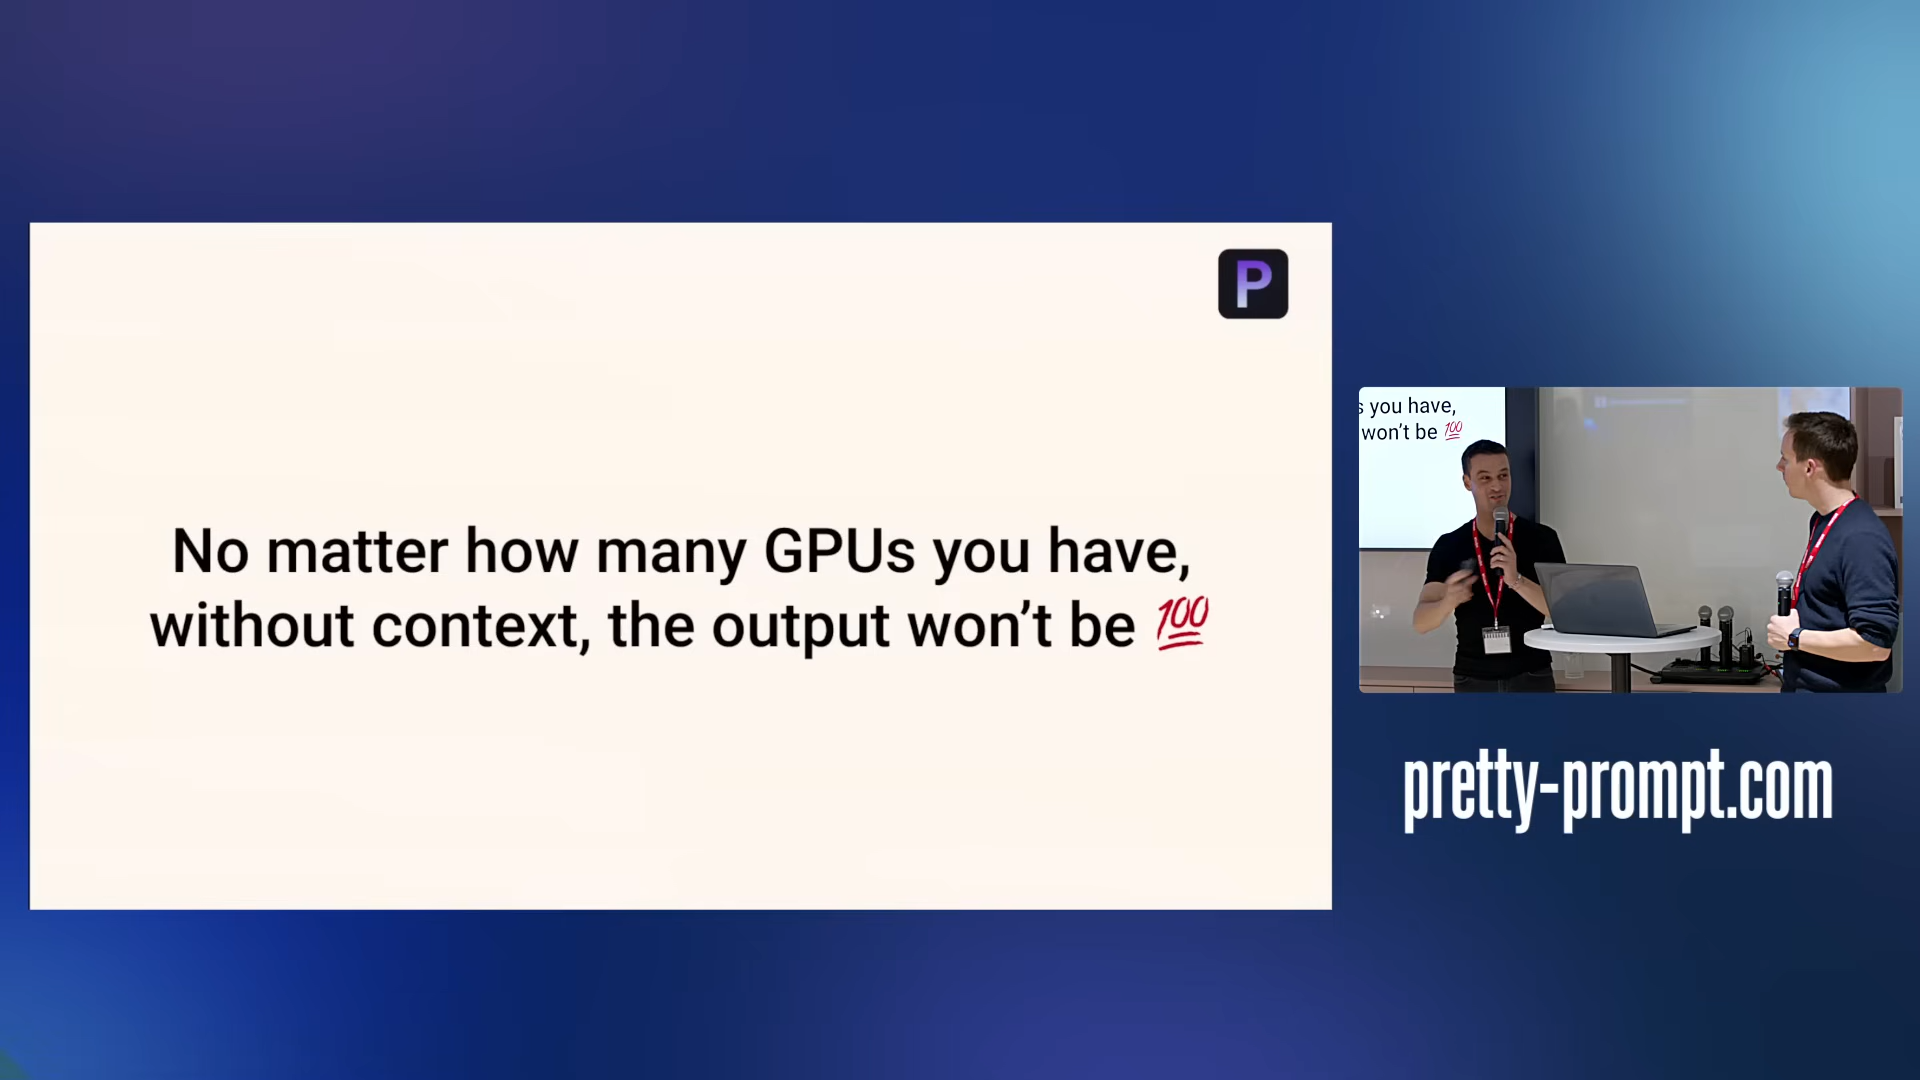 P
No matter how many GPUs you have,
without context, the output won’t be 💯
s you have,
won’t be 💯
pretty-prompt.com